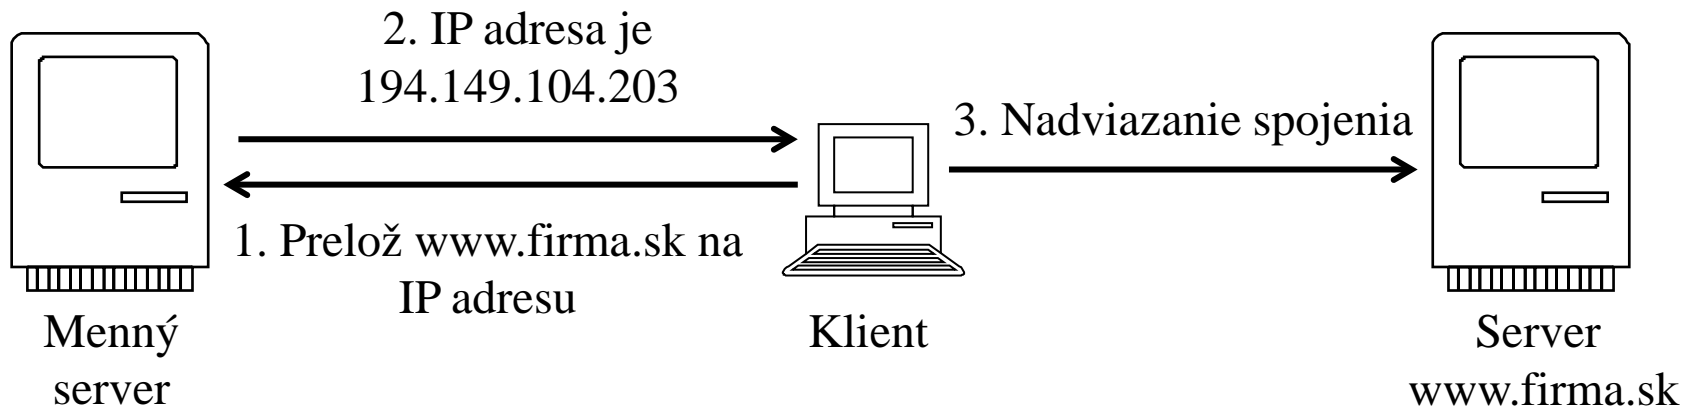 2. IP adresa je
194.149.104.203
3. Nadviazanie spojenia
1. Prelož www.firma.sk na
IP adresu
Menný
server
Klient
Server
www.firma.sk